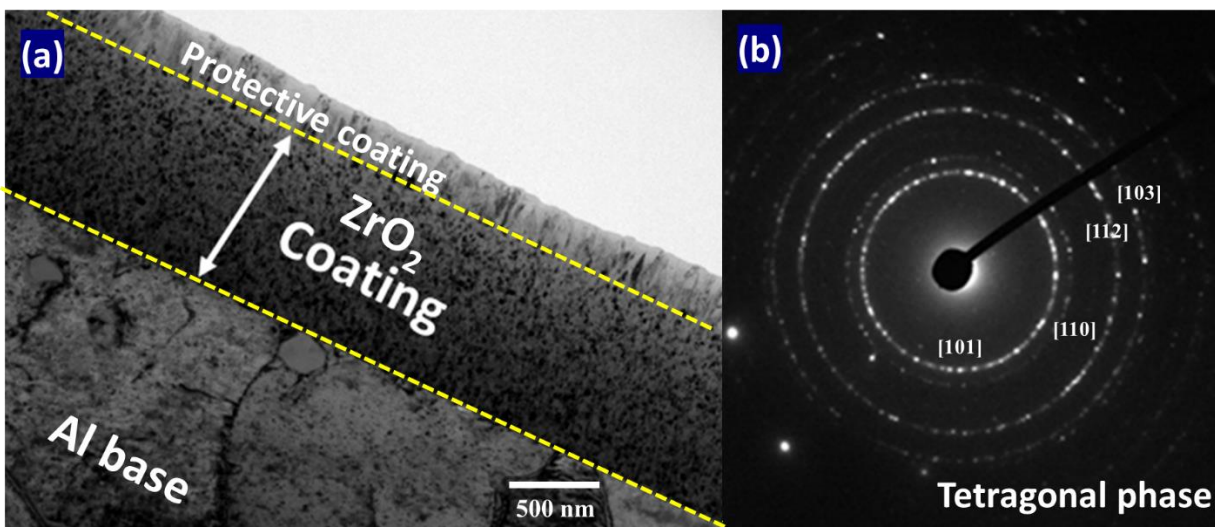 (a)
Protective coating
ZrO₂
Coating
Al base
500 nm
(b)
[103]
[112]
[110]
[101]
Tetragonal phase